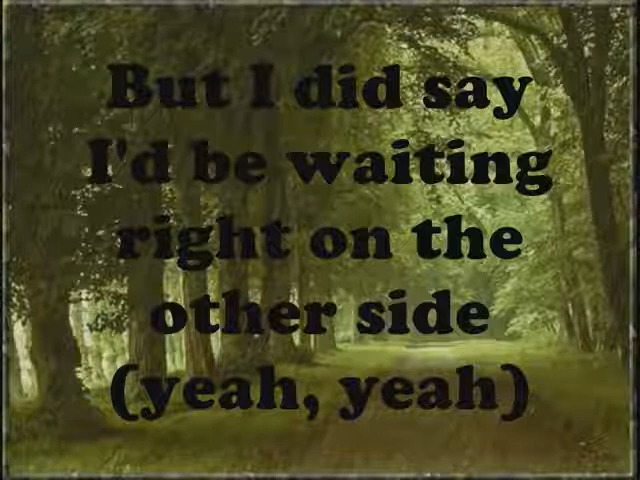 But I did say
I'd be waiting
right on the
other side
(yeah, yeah)